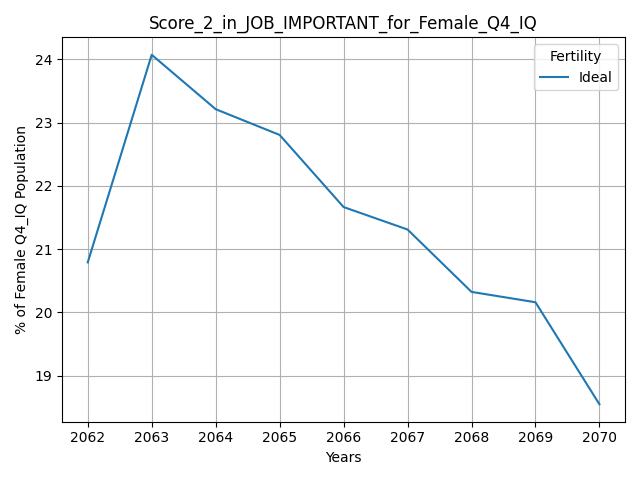 Score_2_in_JOB_IMPORTANT_for_Female_Q4_IQ
Fertility
Ideal
% of Female Q4_IQ Population
24
23
22
21
20
19
2062 2063 2064 2065 2066 2067 2068 2069 2070
Years